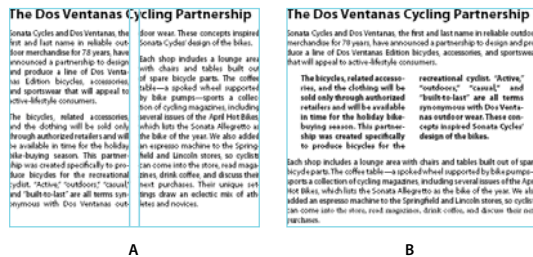 The Dos Ventanas Cycling Partnership
Sonata Cycles and Dos Ventanas, the
first and last name in reliable out-
door merchandise for 78 years, have
announced a partnership to design
and produce a line of Dos Venta-
nas Edition bicycles, accessories,
and sportswear that will appeal to
active-lifestyle consumers.
The bicycles, related accessories,
and the clothing will be sold only
through authorized retailers and will
be available in time for the holiday
bike-buying season. This partner-
ship was created specifically to pro-
duce bicycles for the recreational
cyclist. "Active," "outdoors," "casual,"
and "built-to-last" are all terms syn-
onymous with Dos Ventanas out-
door wear. These concepts inspired
Sonata Cycles' design of the bikes.
Each shop includes a lounge area
with chairs and tables built out
of spare bicycle parts. The coffee
table—a spoked wheel supported
by bike pumps—sports a collec-
tion of cycling magazines, including
several issues of the April Hot Bikes,
which lists the Sonata Allegretto as
the bike of the year. We also added
an espresso machine to the Spring-
field and Lincoln stores, so cyclists
can come into the store, read maga-
zines, drink coffee, and discuss their
next purchases. Their unique set-
tings draw an eclectic mix of ath-
letes and novices.
A
The Dos Ventanas Cycling Partnership
Sonata Cycles and Dos Ventanas, the first and last name in reliable outdoor
merchandise for 78 years, have announced a partnership to design and pro
duce a line of Dos Ventanas Edition bicycles, accessories, and sportswear
that will appeal to active-lifestyle consumers.
The bicycles, related accesso-
ries, and the clothing will be
sold only through authorized
retailers and will be available
in time for the holiday bike-
buying season. This partner-
ship was created specifically
to produce bicycles for the
recreational cyclist. "Active,"
"outdoors," "casual," and
"built-to-last" are all terms
synonymous with Dos Venta
nas outdoor wear. These con-
cepts inspired Sonata Cycles'
design of the bikes.
Each shop includes a lounge area with chairs and tables built out of spare
bicycle parts. The coffee table—a spoked wheel supported by bike pumps—
sports a collection of cycling magazines, including several issues of the April
Hot Bikes, which lists the Sonata Allegretto as the bike of the year. We also
added an espresso machine to the Springfield and Lincoln stores, so cyclists
can come into the store, read magazines, drink coffee, and discuss their next
purchases.
B